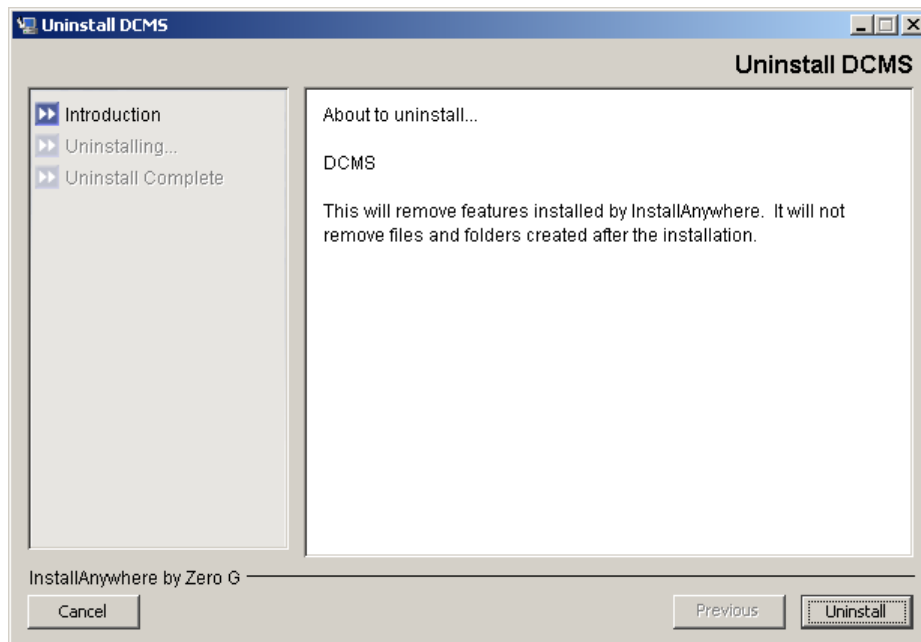 Uninstall DCMS
Uninstall DCMS
Introduction
Uninstalling...
Uninstall Complete
About to uninstall...
DCMS
This will remove features installed by InstallAnywhere.  It will not
remove files and folders created after the installation.
InstallAnywhere by Zero G
Cancel
Previous
Uninstall